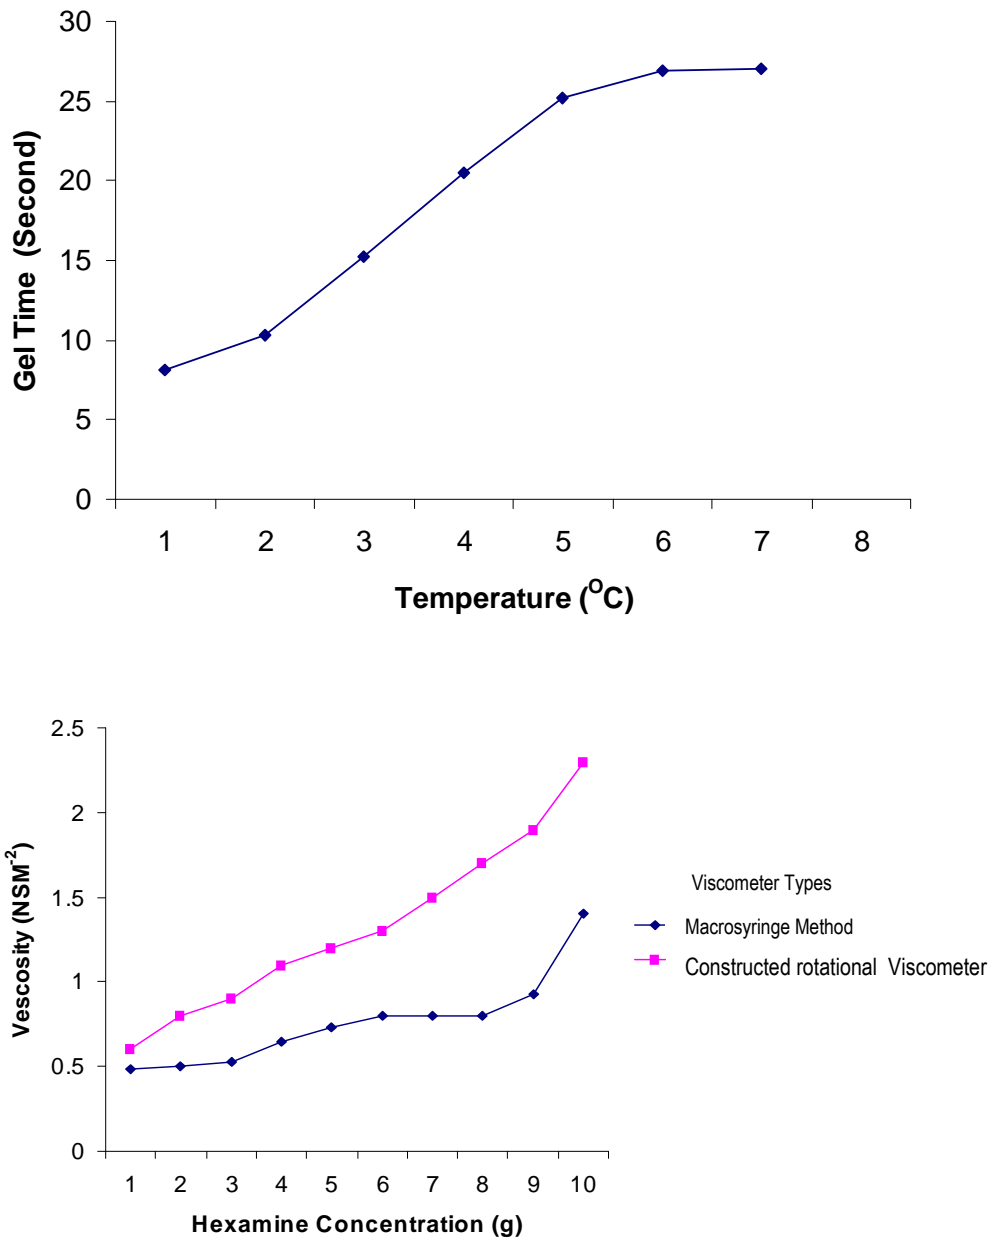 30
25
20
15
10
5
0
Gel Time (Second)
1 2 3 4 5 6 7 8
Temperature (OC)
2.5
2
1.5
1
0.5
0
Vescosity (NSM-2)
1 2 3 4 5 6 7 8 9 10
Hexamine Concentration (g)
Viscometer Types
Macrosyringe Method
Constructed rotational Viscometer